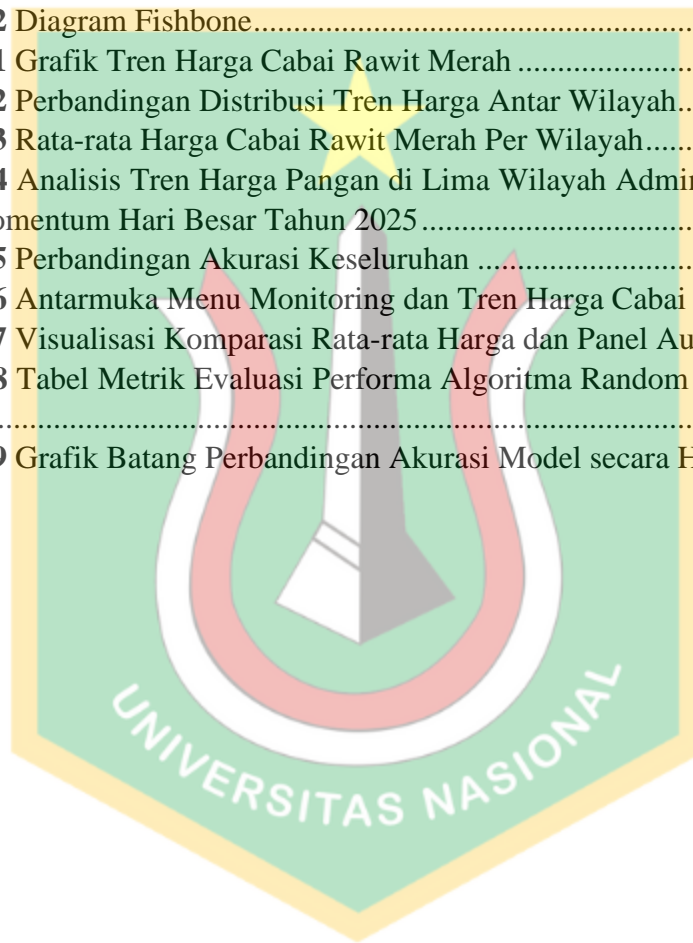 2 Diagram Fishbone....................................................
1 Grafik Tren Harga Cabai Rawit Merah ..........................
2 Perbandingan Distribusi Tren Harga Antar Wilayah..
3 Rata-rata Harga Cabai Rawit Merah Per Wilayah.......
4 Analisis Tren Harga Pangan di Lima Wilayah Admin
omentum Hari Besar Tahun 2025.................................
5 Perbandingan Akurasi Keseluruhan ..........................
6 Antarmuka Menu Monitoring dan Tren Harga Cabai
7 Visualisasi Komparasi Rata-rata Harga dan Panel Au
8 Tabel Metrik Evaluasi Performa Algoritma Random
................................................................................
9 Grafik Batang Perbandingan Akurasi Model secara H
UNIVERSITAS NASIONAL